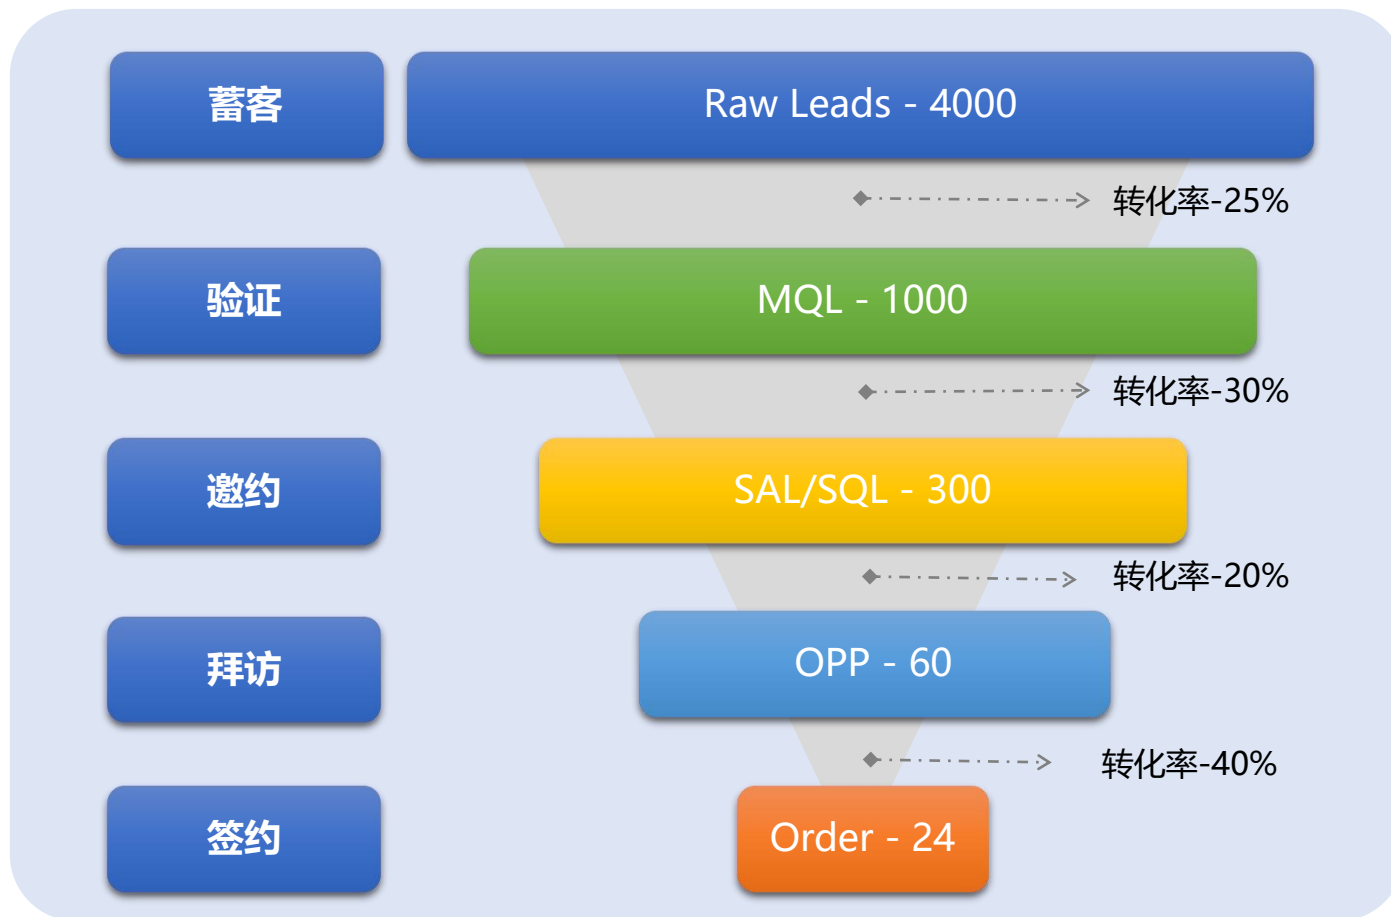 蓄客
Raw Leads - 4000
转化率-25%
验证
MQL - 1000
转化率-30%
邀约
SAL/SQL - 300
转化率-20%
拜访
OPP - 60
转化率-40%
签约
Order - 24